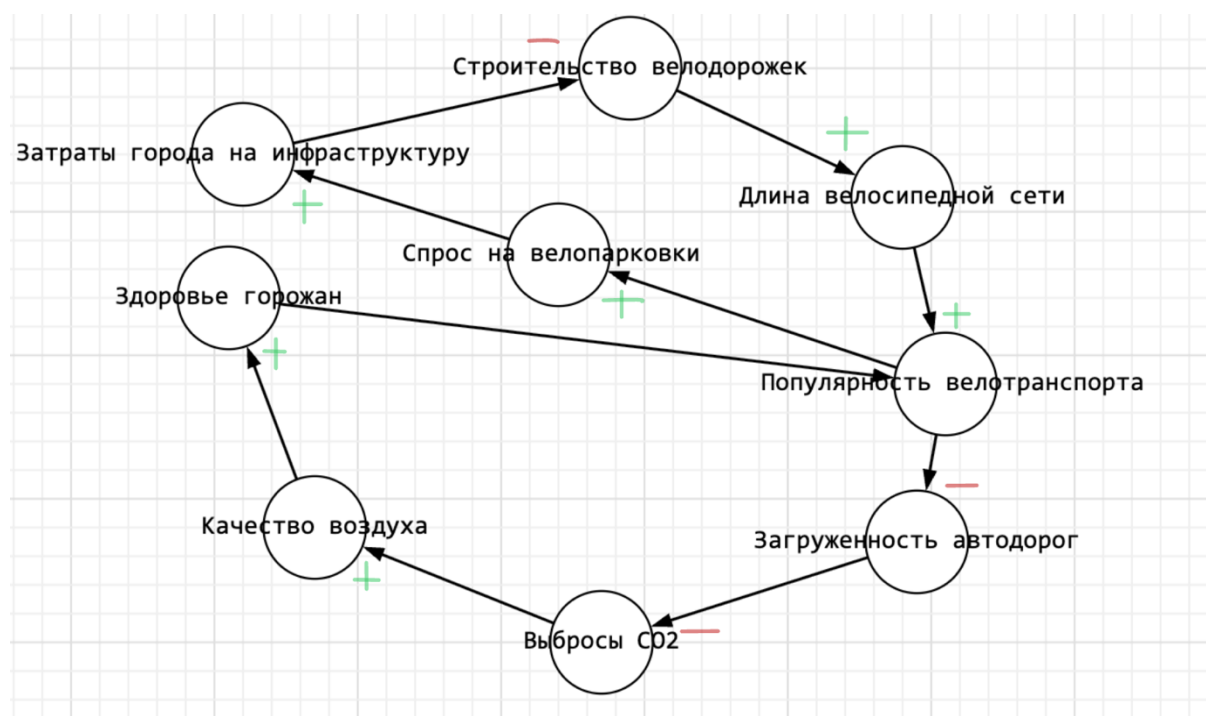 Строительство велодорожек
Затраты города на инфраструктуру
Длина велосипедной сети
Спрос на велопарковки
Здоровье горожан
Популярность велотранспорта
Качество воздуха
Загруженность автодорог
Выбросы CO2